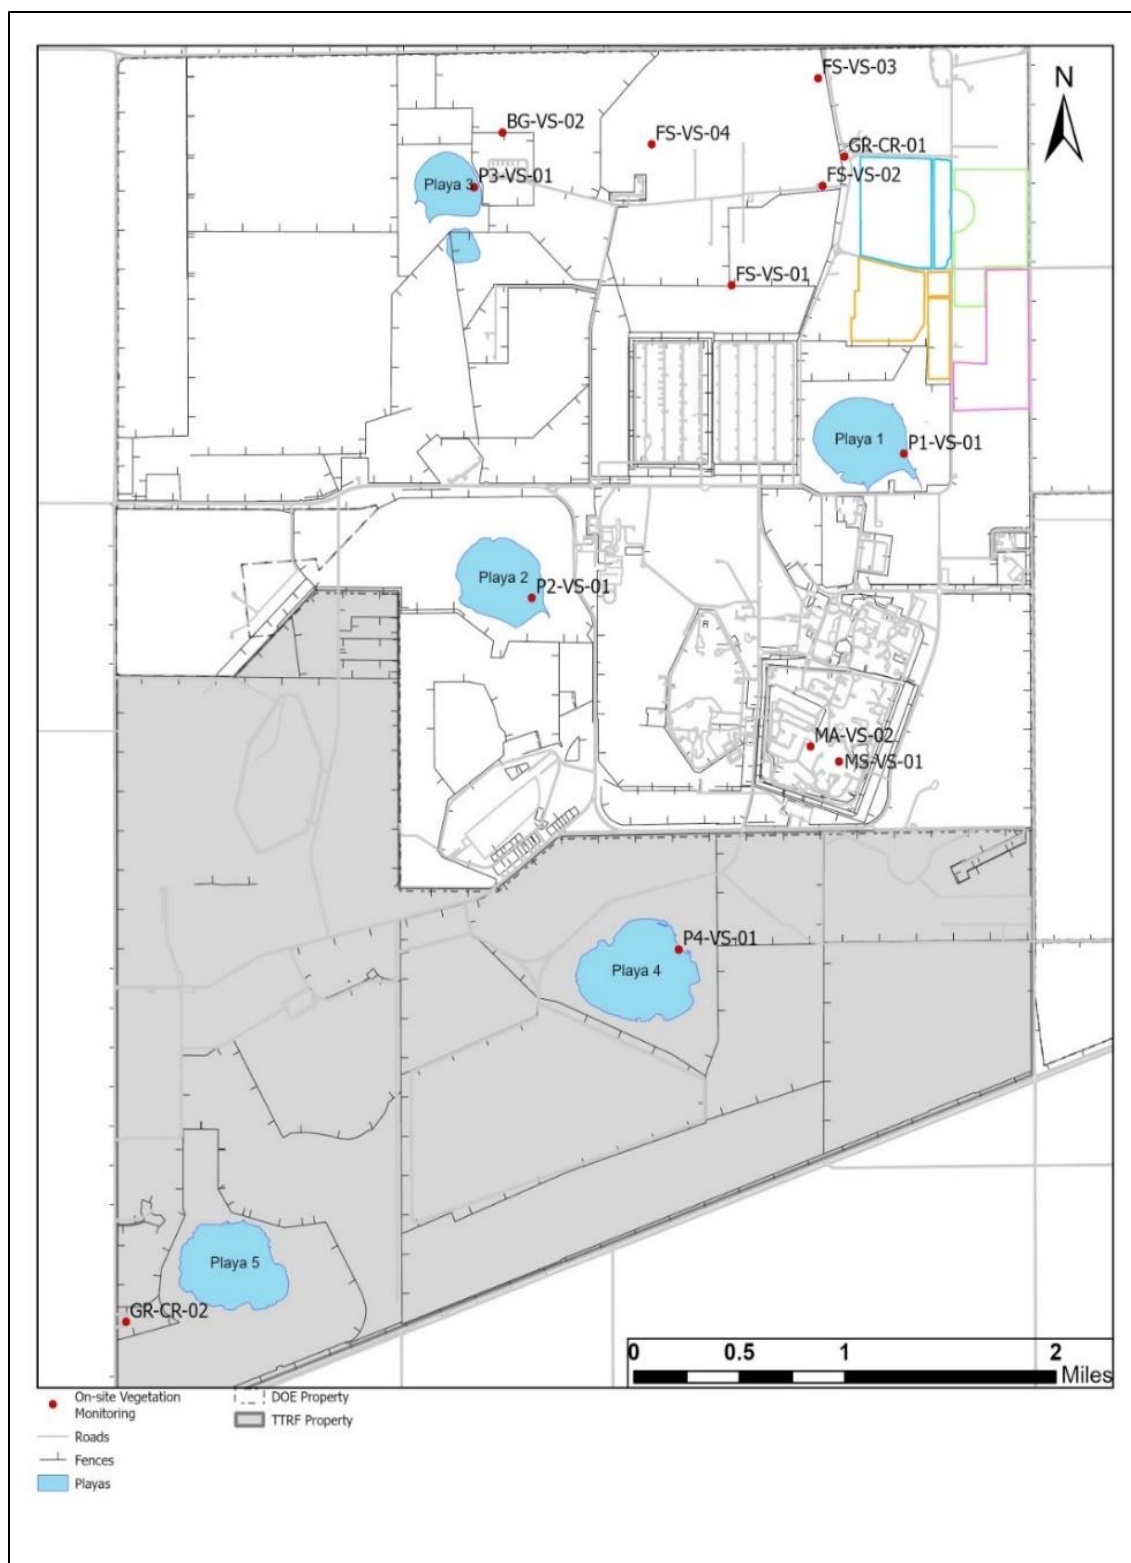 FS-VS-03
N
BG-VS-02
FS-VS-04
GR-CR-01
Playa 3
P3-VS-01
FS-VS-02
FS-VS-01
Playa 1
P1-VS-01
Playa 2
P2-VS-01
MA-VS-02
MS-VS-01
P4-VS-01
Playa 4
Playa 5
GR-CR-02
0 0.5 1 2
Miles
On-site Vegetation
Monitoring
Roads
Fences
Playas
DOE Property
TTRF Property